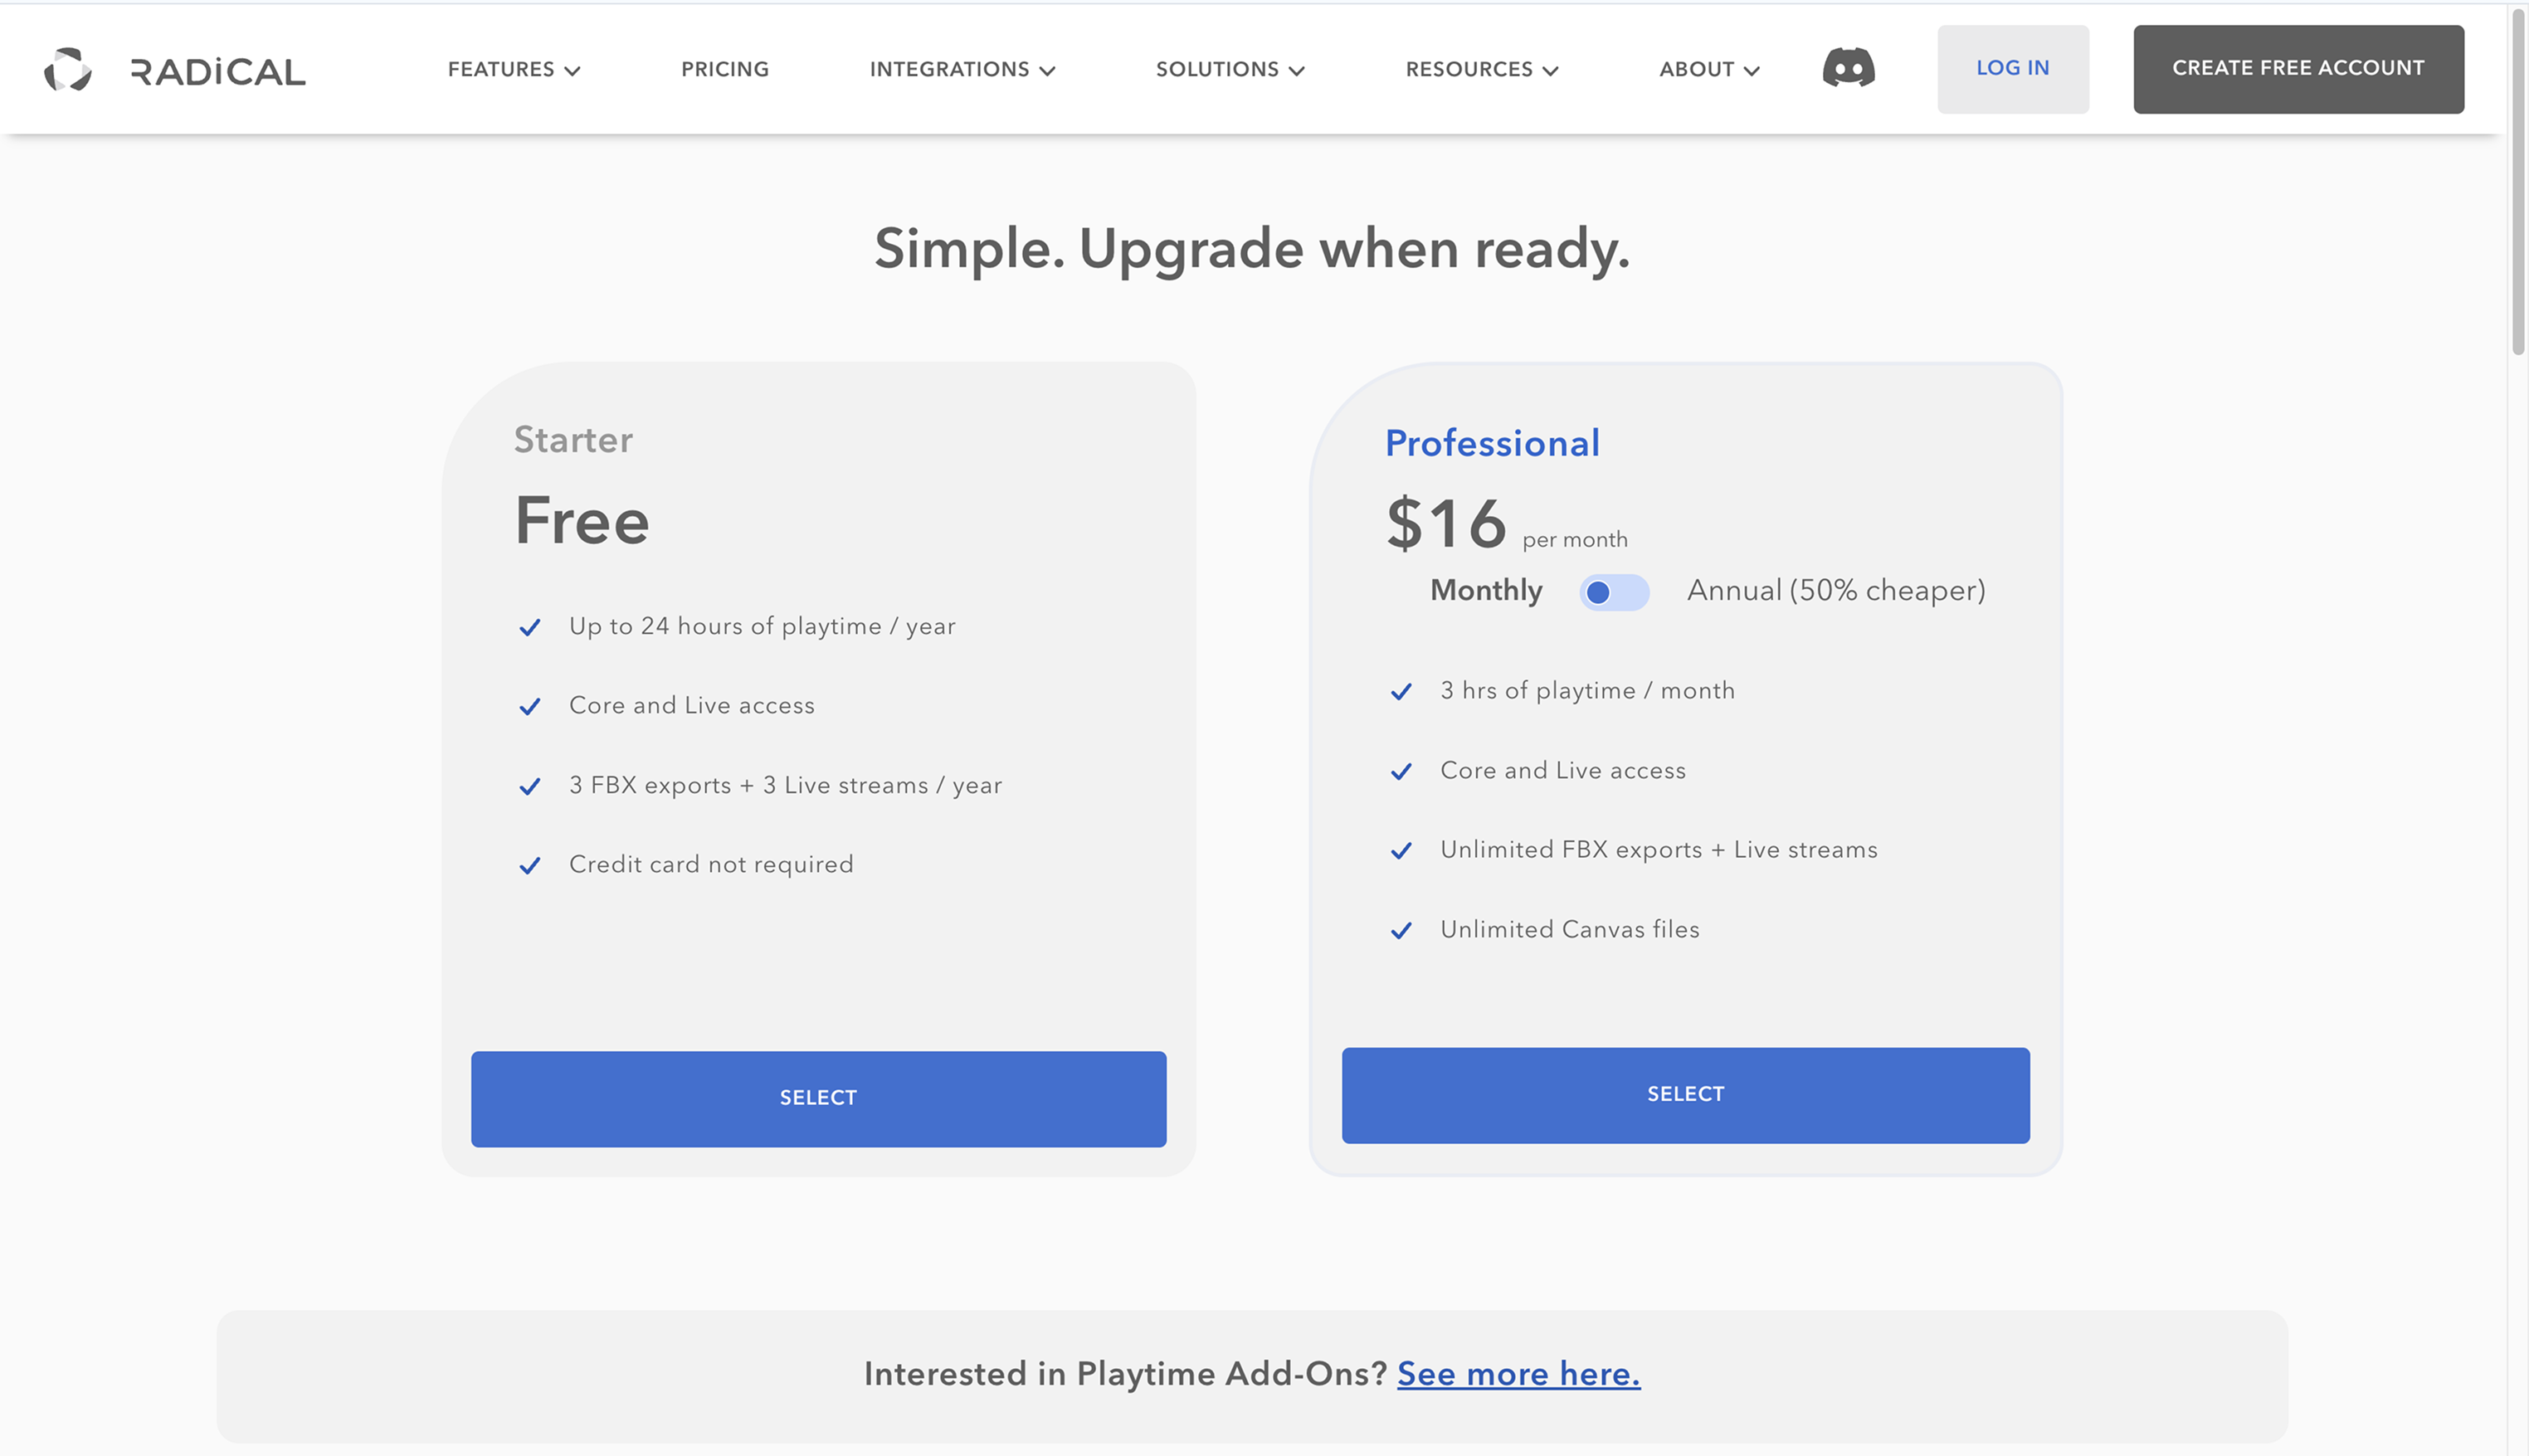 RADiCAL
FEATURES
PRICING
INTEGRATIONS
SOLUTIONS
RESOURCES
ABOUT
LOG IN
CREATE FREE ACCOUNT
Simple. Upgrade when ready.
Starter
Free
Up to 24 hours of playtime / year
Core and Live access
3 FBX exports + 3 Live streams / year
Credit card not required
SELECT
Professional
$16 per month
Monthly
Annual (50% cheaper)
3 hrs of playtime / month
Core and Live access
Unlimited FBX exports + Live streams
Unlimited Canvas files
SELECT
Interested in Playtime Add-Ons? See more here.